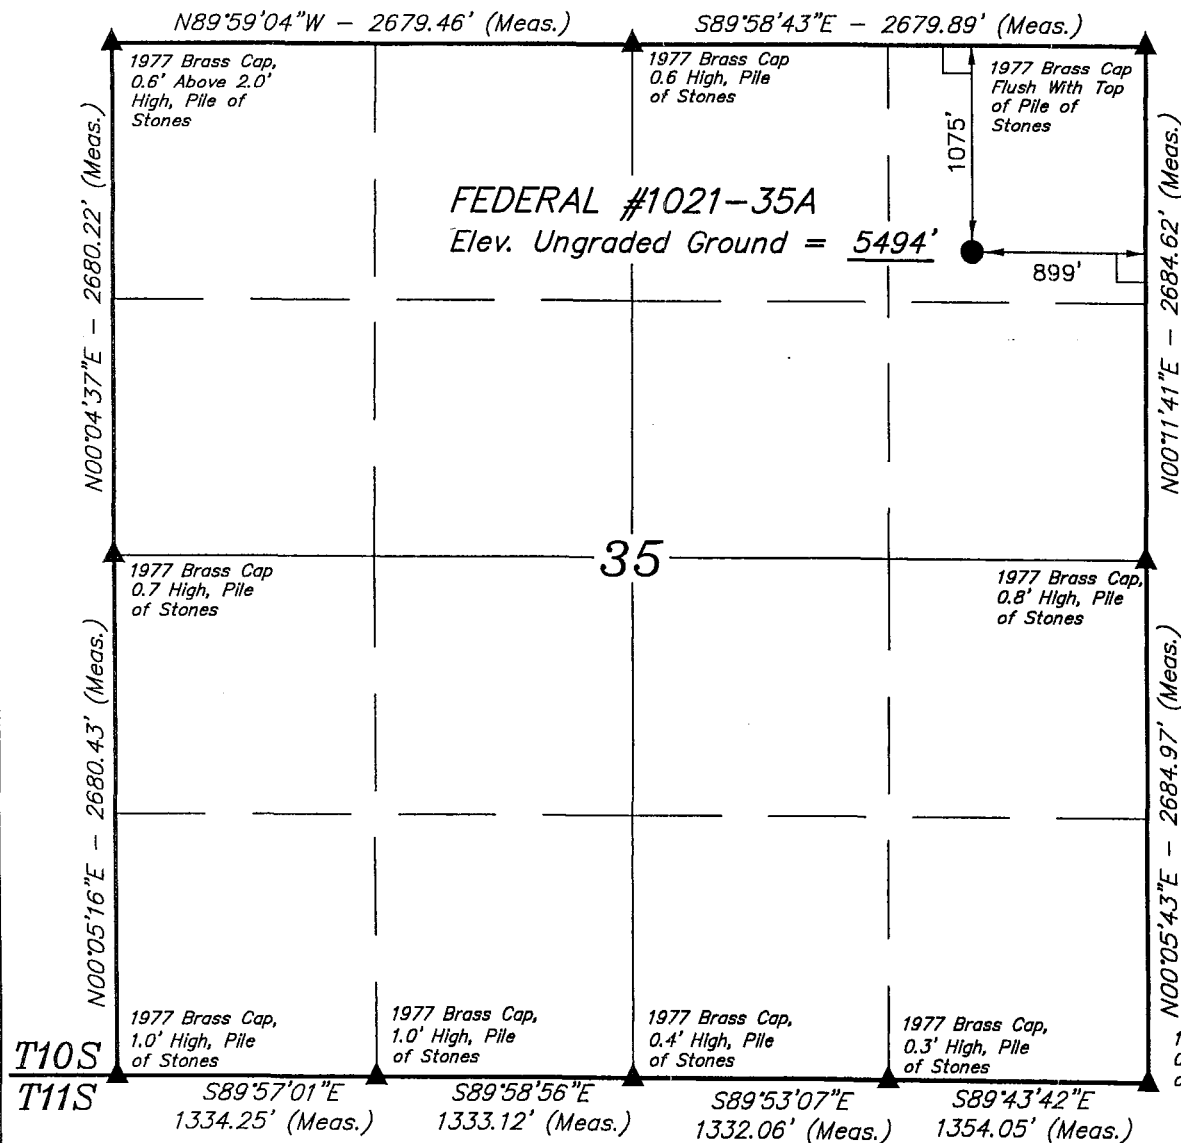 N89°59'04"W - 2679.46' (Meas.)
S89°58'43"E - 2679.89' (Meas.)
1977 Brass Cap,
0.6' Above 2.0'
High, Pile of
Stones
1977 Brass Cap
0.6 High, Pile
of Stones
1977 Brass Cap
Flush With Top
of Pile of
Stones
N00°04'37"E - 2680.22' (Meas.)
1075'
N00°11'41"E - 2684.62' (Meas.)
FEDERAL #1021-35A
Elev. Ungraded Ground = 5494'
899'
35
1977 Brass Cap
0.7 High, Pile
of Stones
1977 Brass Cap,
0.8' High, Pile
of Stones
N00°05'16"E - 2680.43' (Meas.)
N00°05'43"E - 2684.97' (Meas.)
1977 Brass Cap,
1.0' High, Pile
of Stones
1977 Brass Cap,
1.0' High, Pile
of Stones
1977 Brass Cap,
0.4' High, Pile
of Stones
1977 Brass Cap,
0.3' High, Pile
of Stones
T10S
T11S
S89°57'01"E
1334.25' (Meas.)
S89°58'56"E
1333.12' (Meas.)
S89°53'07"E
1332.06' (Meas.)
S89°43'42"E
1354.05' (Meas.)